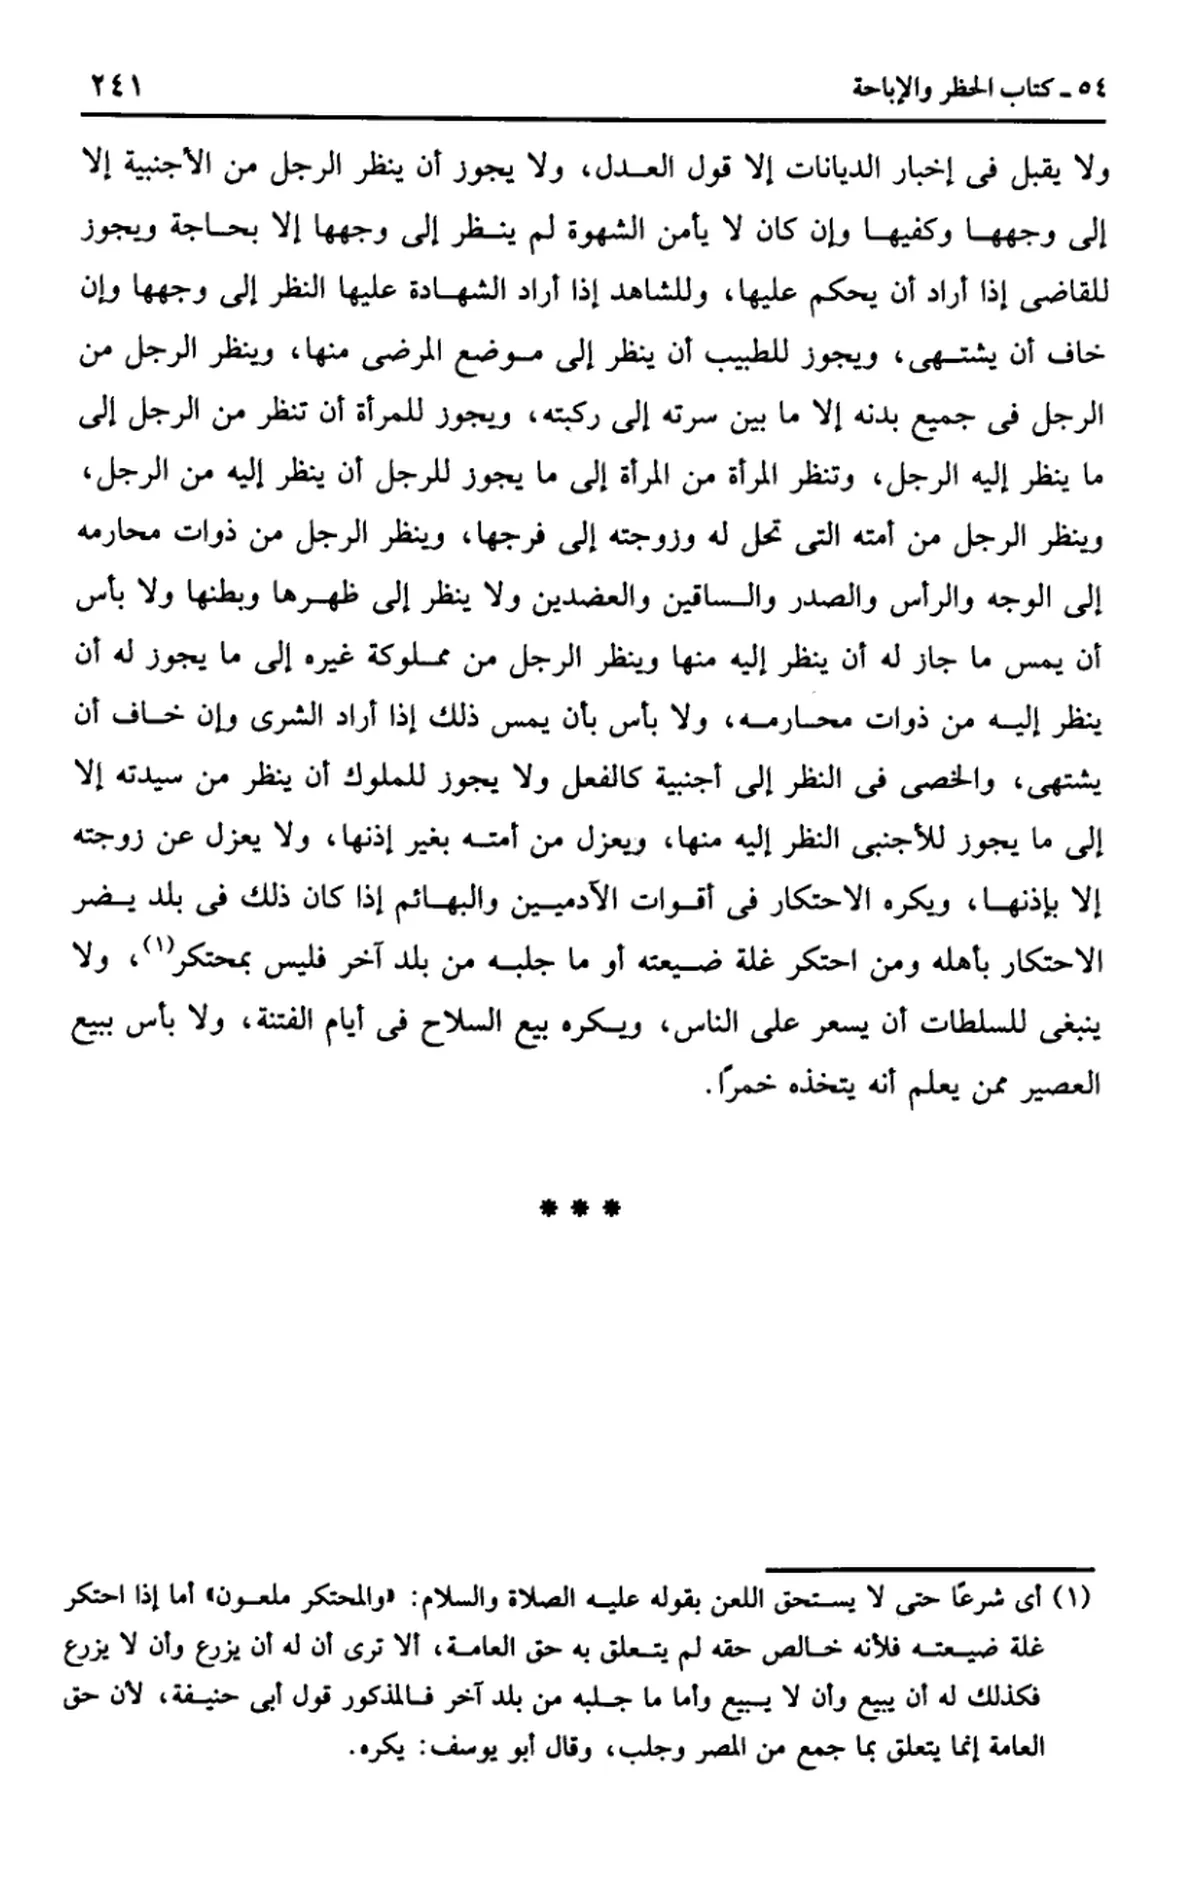 ٥٤ ـ كتاب الحظر والإباحة ٢٤١
ولا يقبل فى إخبار الديانات إلا قول العدل، ولا يجوز أن ينظر الرجل من الأجنبية إلا
إلى وجهها وكفيها وإن كان لا يأمن الشهوة لم ينظر إلى وجهها إلا بحاجة ويجوز
للقاضى إذا أراد أن يحكم عليها، وللشاهد إذا أراد الشهادة عليها النظر إلى وجهها وإن
خاف أن يشتهى، ويجوز للطبيب أن ينظر إلى موضع المرضى منها، وينظر الرجل من
الرجل فى جميع بدنه إلا ما بين سرته إلى ركبته، ويجوز للمرأة أن تنظر من الرجل إلى
ما ينظر إليه الرجل، وتنظر المرأة من المرأة إلى ما يجوز للرجل أن ينظر إليه من الرجل،
وينظر الرجل من أمته التى تحل له وزوجته إلى فرجها، وينظر الرجل من ذوات محارمه
إلى الوجه والرأس والصدر والساقين والعضدين ولا ينظر إلى ظهرها وبطنها ولا بأس
أن يمس ما جاز له أن ينظر إليه منها وينظر الرجل من مملوكة غيره إلى ما يجوز له أن
ينظر إليه من ذوات محارمه، ولا بأس بأن يمس ذلك إذا أراد الشرى وإن خاف أن
يشتهى، والخصى فى النظر إلى أجنبية كالفعل ولا يجوز للملوك أن ينظر من سيدته إلا
إلى ما يجوز للأجنبى النظر إليه منها، ويعزل من أمته بغير إذنها، ولا يعزل عن زوجته
إلا بإذنها، ويكره الاحتكار فى أقوات الآدميين والبهائم إذا كان ذلك فى بلد يضر
الاحتكار بأهله ومن احتكر غلة ضيعته أو ما جلبه من بلد آخر فليس بمحتكر(١)، ولا
ينبغى للسلطات أن يسعر على الناس، ويكره بيع السلاح فى أيام الفتنة، ولا بأس ببيع
العصير ممن يعلم أنه يتخذه خمرًا.
* * *
(١) أى شرعًا حتى لا يستحق اللعن بقوله عليه الصلاة والسلام: «والمحتكر ملعون» أما إذا احتكر
غلة ضيعته فلأنه خالص حقه لم يتعلق به حق العامة، ألا ترى أن له أن يزرع وأن لا يزرع
فكذلك له أن يبيع وأن لا يبيع وأما ما جلبه من بلد آخر فالمذكور قول أبى حنيفة، لأن حق
العامة إنما يتعلق بما جمع من المصر وجلب، وقال أبو يوسف: يكره.